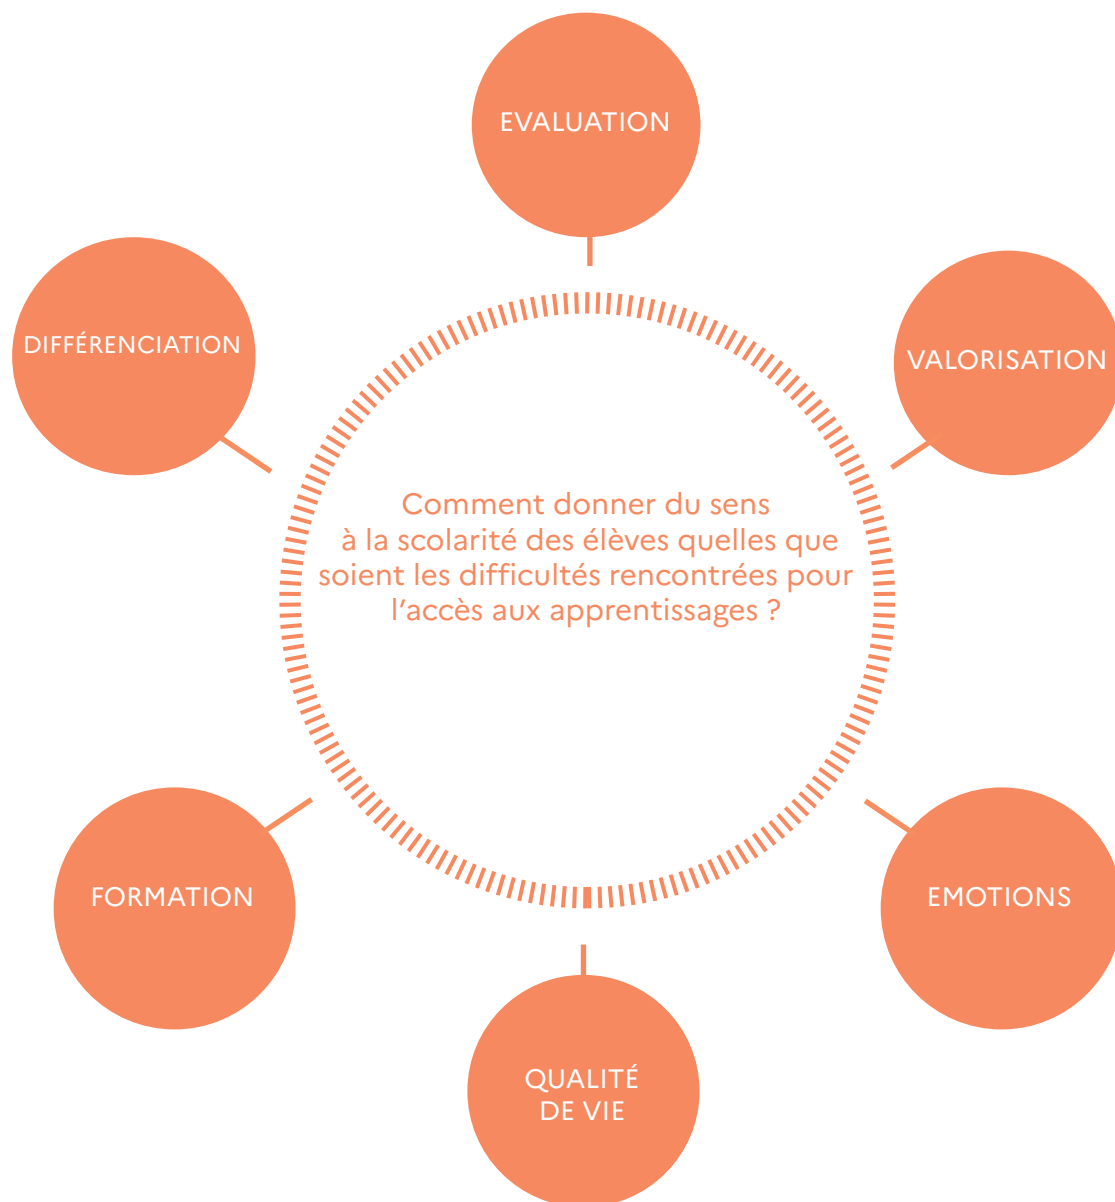 EVALUATION
DIFFÉRENCIATION
VALORISATION
Comment donner du sens
à la scolarité des élèves quelles que
soient les difficultés rencontrées pour
l'accès aux apprentissages ?
FORMATION
EMOTIONS
QUALITÉ
DE VIE